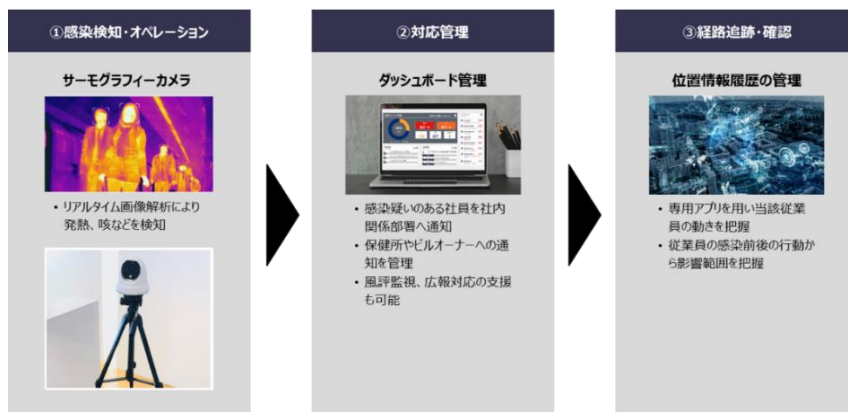 ①感染検知・オペレーション
サーモグラフィーカメラ
• リアルタイム画像解析により
発熱、咳などを検知
②対応管理
ダッシュボード管理
• 感染疑いのある社員を社内
関係部署へ通知
• 保健所やビルオーナーへの通
知を管理
• 風評監視、広報対応の支援
も可能
③経路追跡・確認
位置情報履歴の管理
• 専用アプリを用い当該従業
員の動きを把握
• 従業員の感染前後の行動か
ら影響範囲を把握